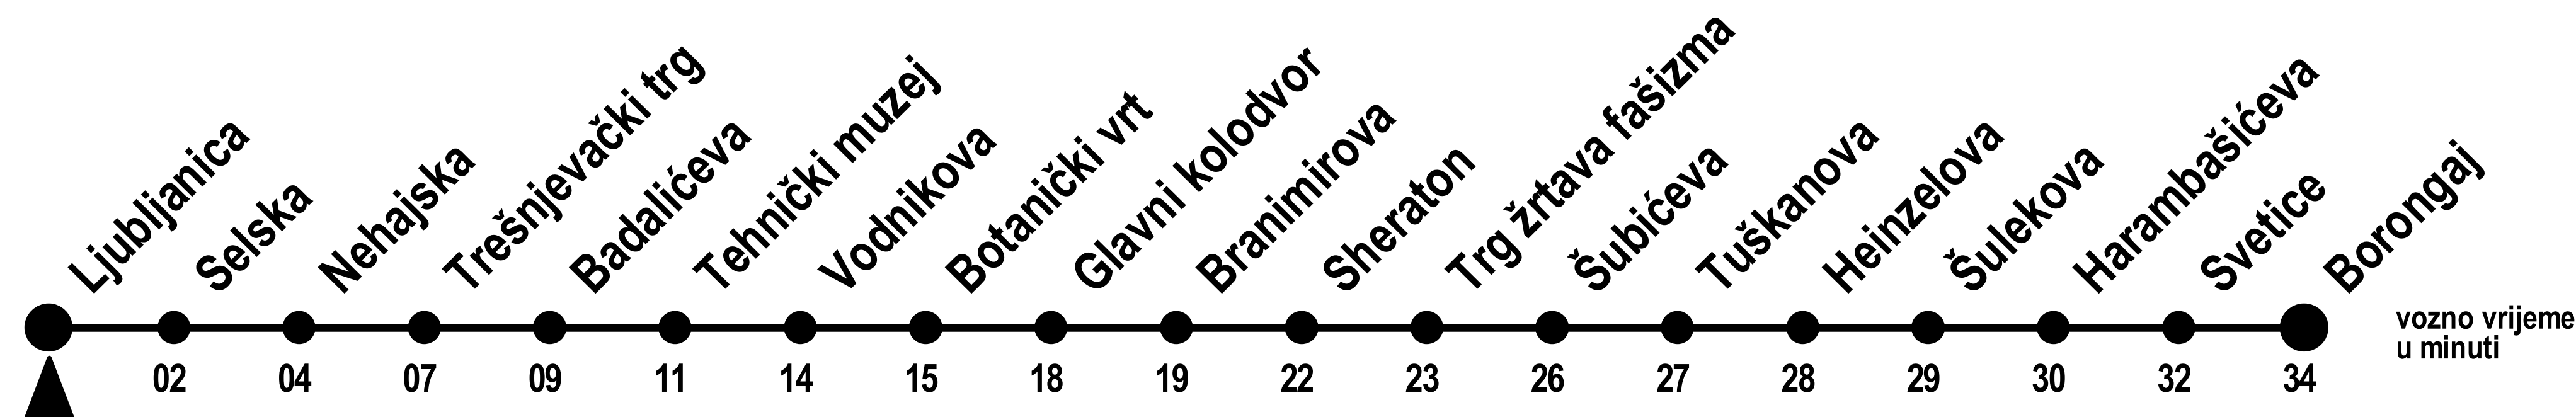 Ljubljanica
Selska
Nehajska
Trešnjevački trg
Badalićeva
Tehnički muzej
Vodnikova
Botanički vrt
Glavni kolodvor
Branimirova
Sheraton
Trg žrtava fašizma
Šubićeva
Tuškanova
Heinzelova
Šulekova
Harambašićeva
Svetice
Borongaj
02 04 07 09 11 14 15 18 19 22 23 26 27 28 29 30 32 34
vozno vrijeme
u minuti